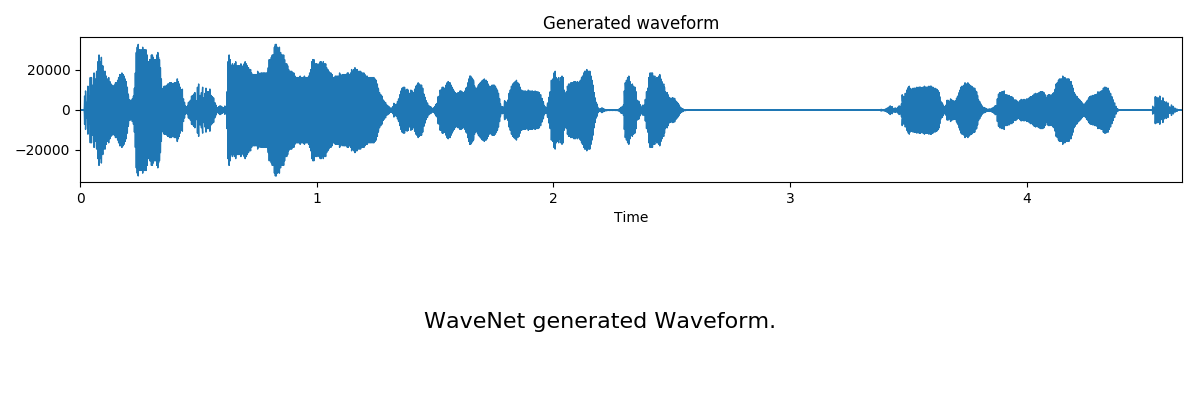 Generated waveform
20000
0
−20000
0 1 2 3 4
Time
WaveNet generated Waveform.